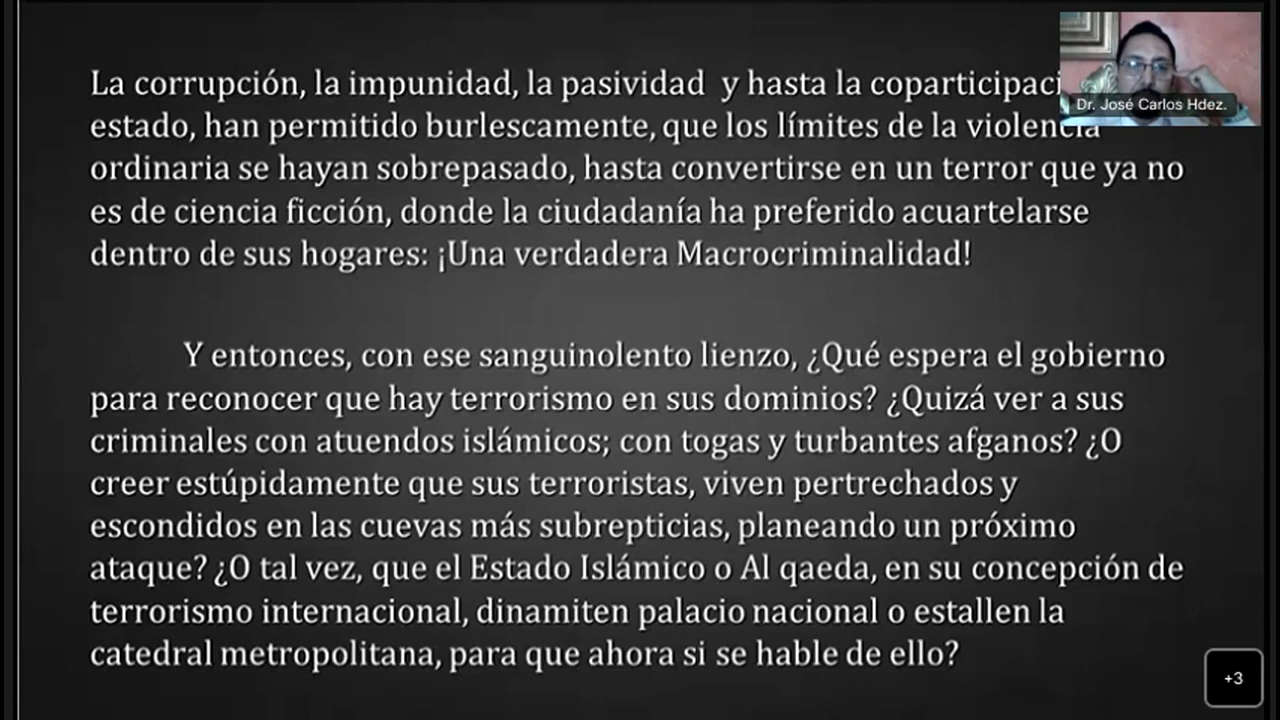 La corrupción, la impunidad, la pasividad y hasta la coparticipaci
estado, han permitido burlescamente, que los límites de la violencia
ordinaria se hayan sobrepasado, hasta convertirse en un terror que ya no
es de ciencia ficción, donde la ciudadanía ha preferido acuartelarse
dentro de sus hogares: ¡Una verdadera Macrocriminalidad!
Y entonces, con ese sanguinolento lienzo, ¿Qué espera el gobierno
para reconocer que hay terrorismo en sus dominios? ¿Quizá ver a sus
criminales con atuendos islámicos; con togas y turbantes afganos? ¿O
creer estúpidamente que sus terroristas, viven pertrechados y
escondidos en las cuevas más subrepticias, planeando un próximo
ataque? ¿O tal vez, que el Estado Islámico o Al qaeda, en su concepción de
terrorismo internacional, dinamiten palacio nacional o estallen la
catedral metropolitana, para que ahora si se hable de ello?
Dr. José Carlos Hdez.
+3